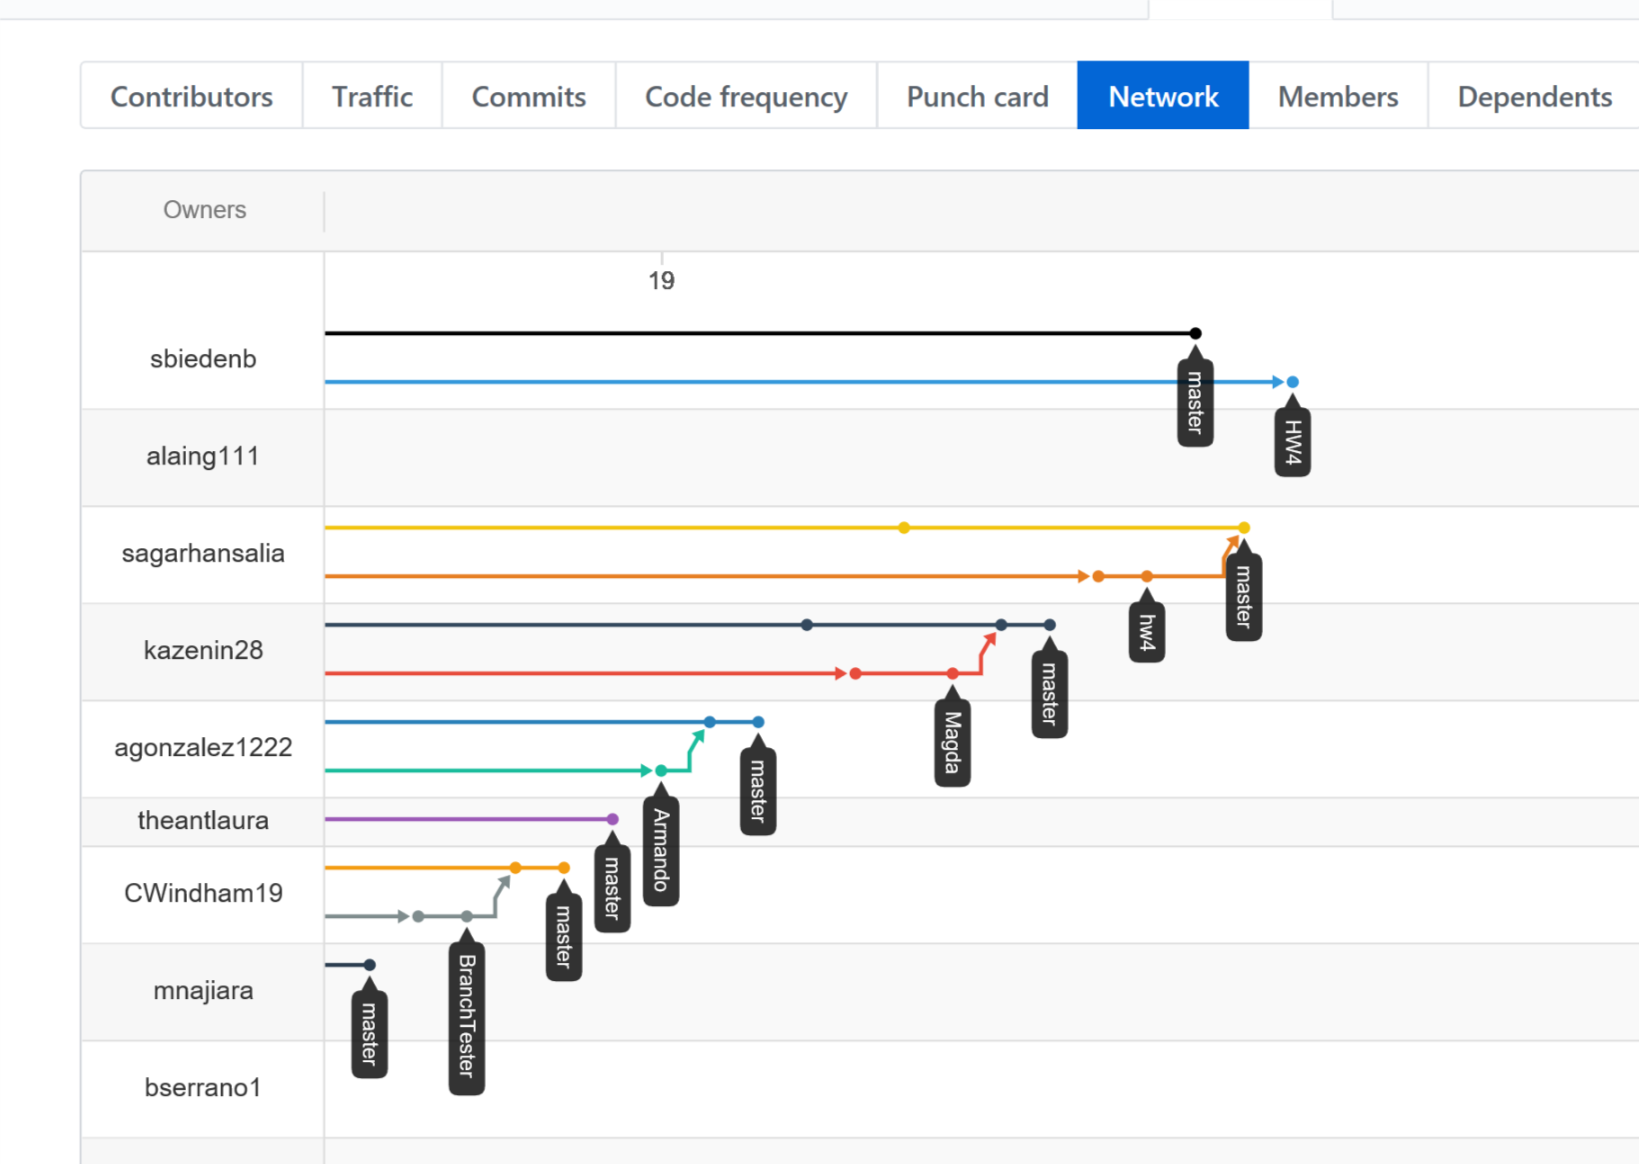 Contributors Traffic Commits Code frequency Punch card Network Members Dependents
Owners
19
sbiedenb
master
HW4
alaing111
sagarhansalia
master
hw4
kazenin28
master
Magda
agonzalez1222
master
Armando
theantlaura
master
CWindham19
master
BranchTester
mnajiara
master
bserrano1